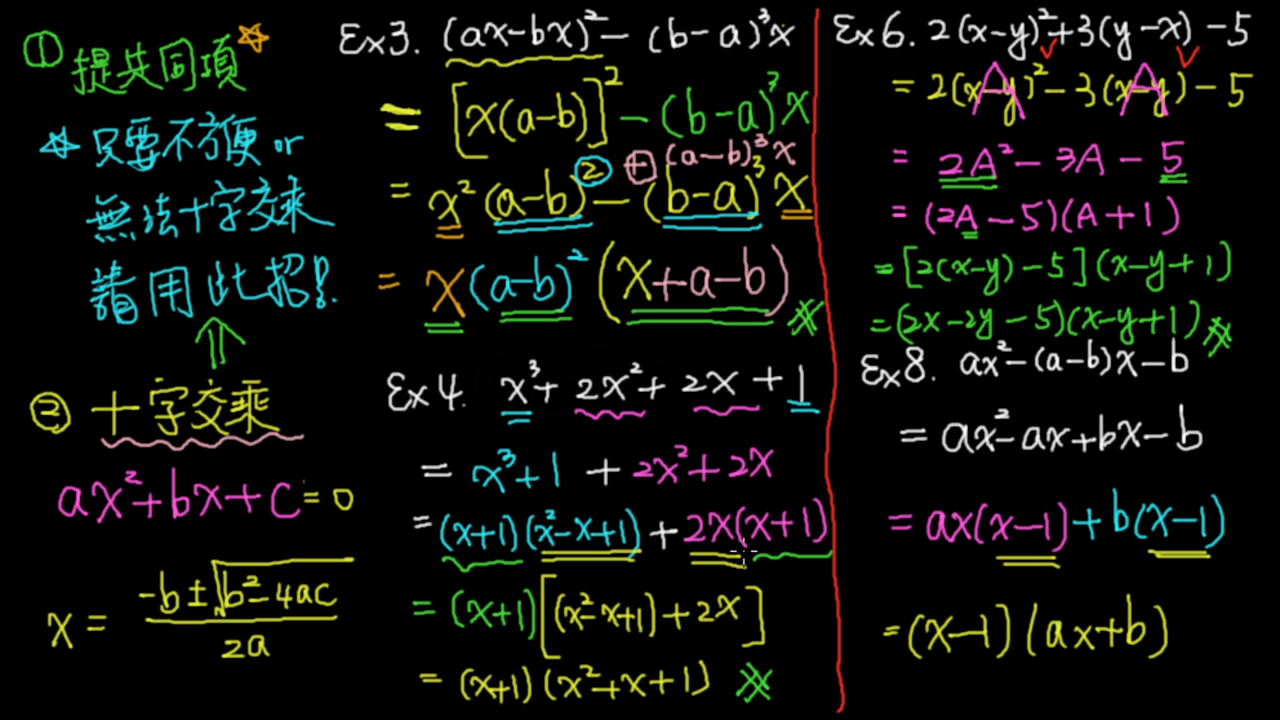 ① 提共同項☆
☆只要不方便 or
無法十字交乘
請用此招!
⇑
② 十字交乘
ax²+bx+c=0
x = (-b±√(b²-4ac))/(2a)
Ex3. (ax-bx)² - (b-a)³x
= [x(a-b)]² - (b-a)³x
⊕(a-b)³x
= x²(a-b)² - (b-a)³x
= x(a-b)²(x+a-b)
Ex4. x³+2x²+2x+1
= x³+1 + 2x²+2x
= (x+1)(x²-x+1) + 2x(x+1)
= (x+1)[(x²-x+1)+2x]
= (x+1)(x²+x+1)
Ex6. 2(x-y)²+3(y-x)-5
= 2(x-y)²-3(x-y)-5
A A
= 2A²-3A-5
= (2A-5)(A+1)
= [2(x-y)-5](x-y+1)
= (2x-2y-5)(x-y+1)
Ex8. ax²-(a-b)x-b
= ax²-ax+bx-b
= ax(x-1)+b(x-1)
= (x-1)(ax+b)